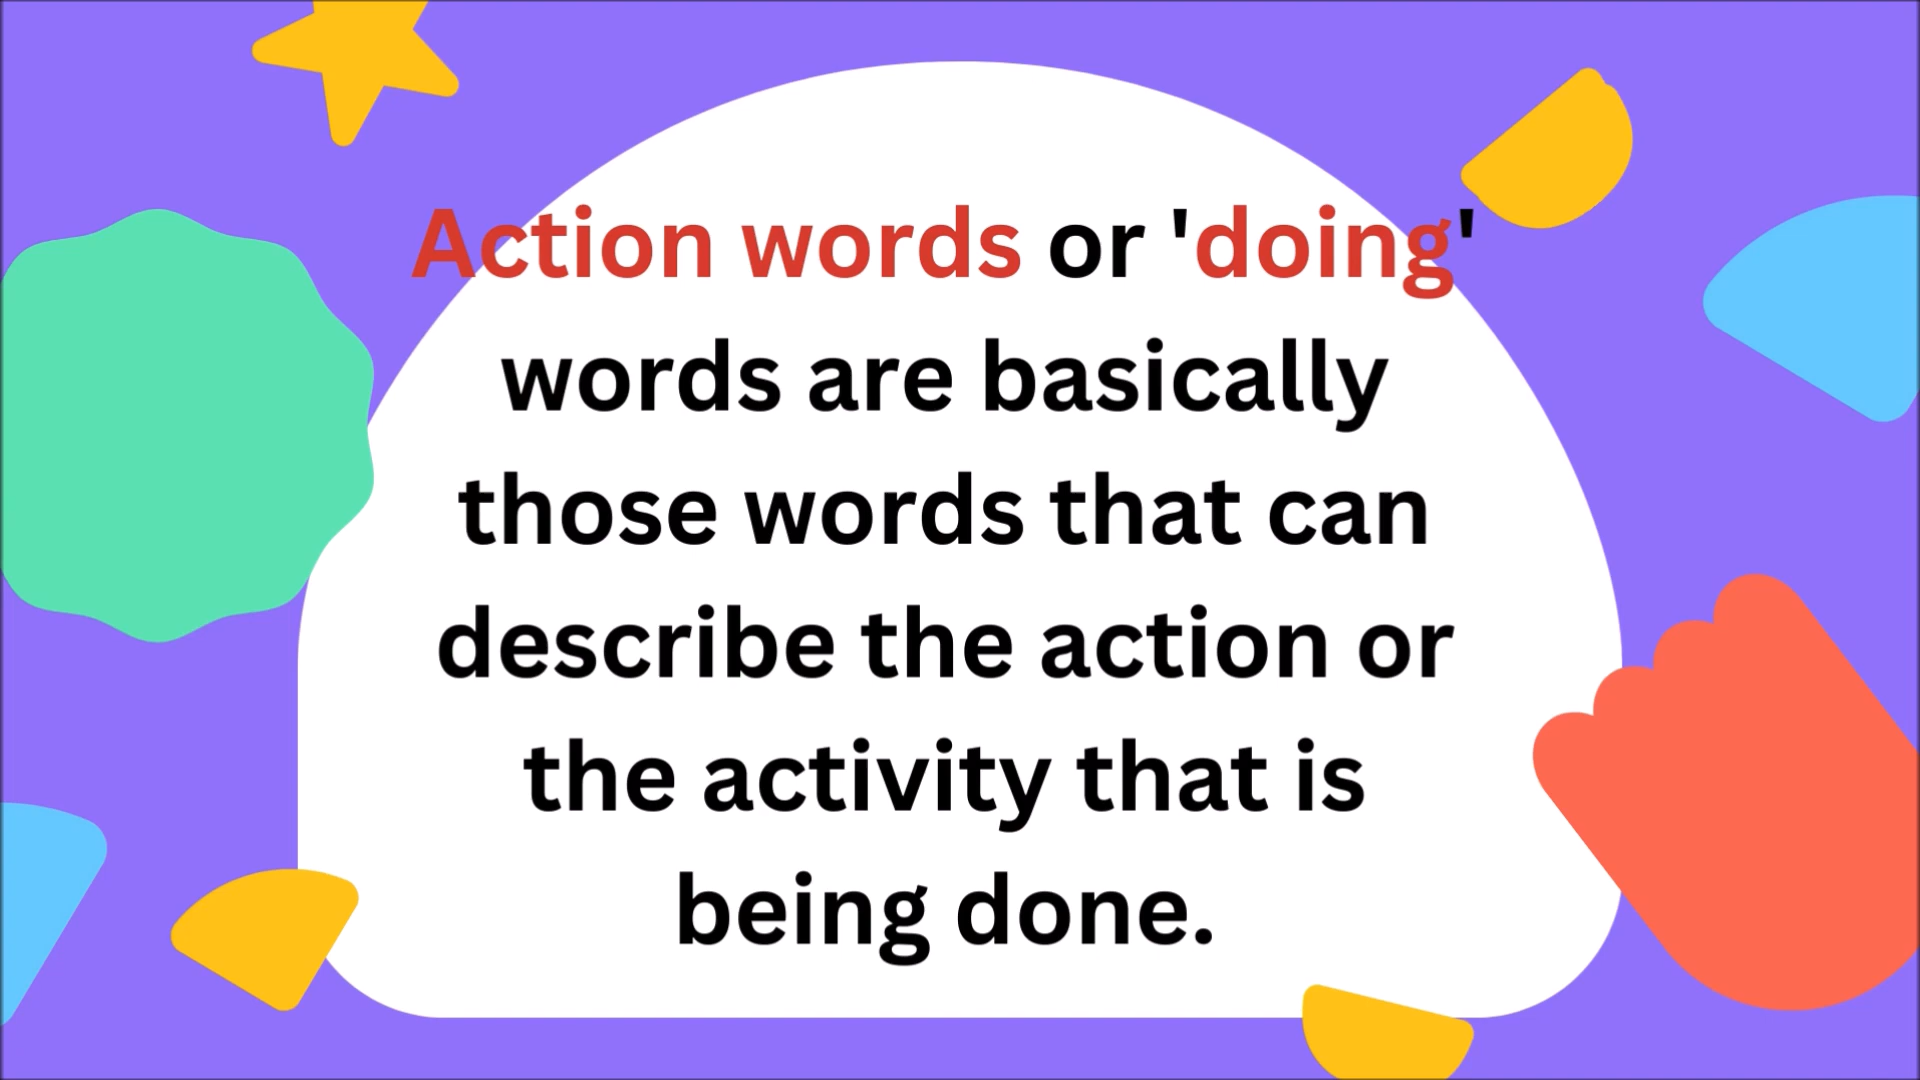 Action words or 'doing'
words are basically
those words that can
describe the action or
the activity that is
being done.